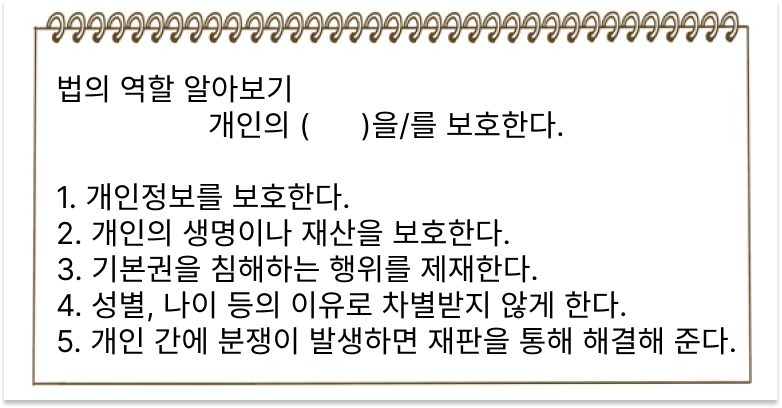 법의 역할 알아보기
개인의 (      )을/를 보호한다.
1. 개인정보를 보호한다.
2. 개인의 생명이나 재산을 보호한다.
3. 기본권을 침해하는 행위를 제재한다.
4. 성별, 나이 등의 이유로 차별받지 않게 한다.
5. 개인 간에 분쟁이 발생하면 재판을 통해 해결해 준다.